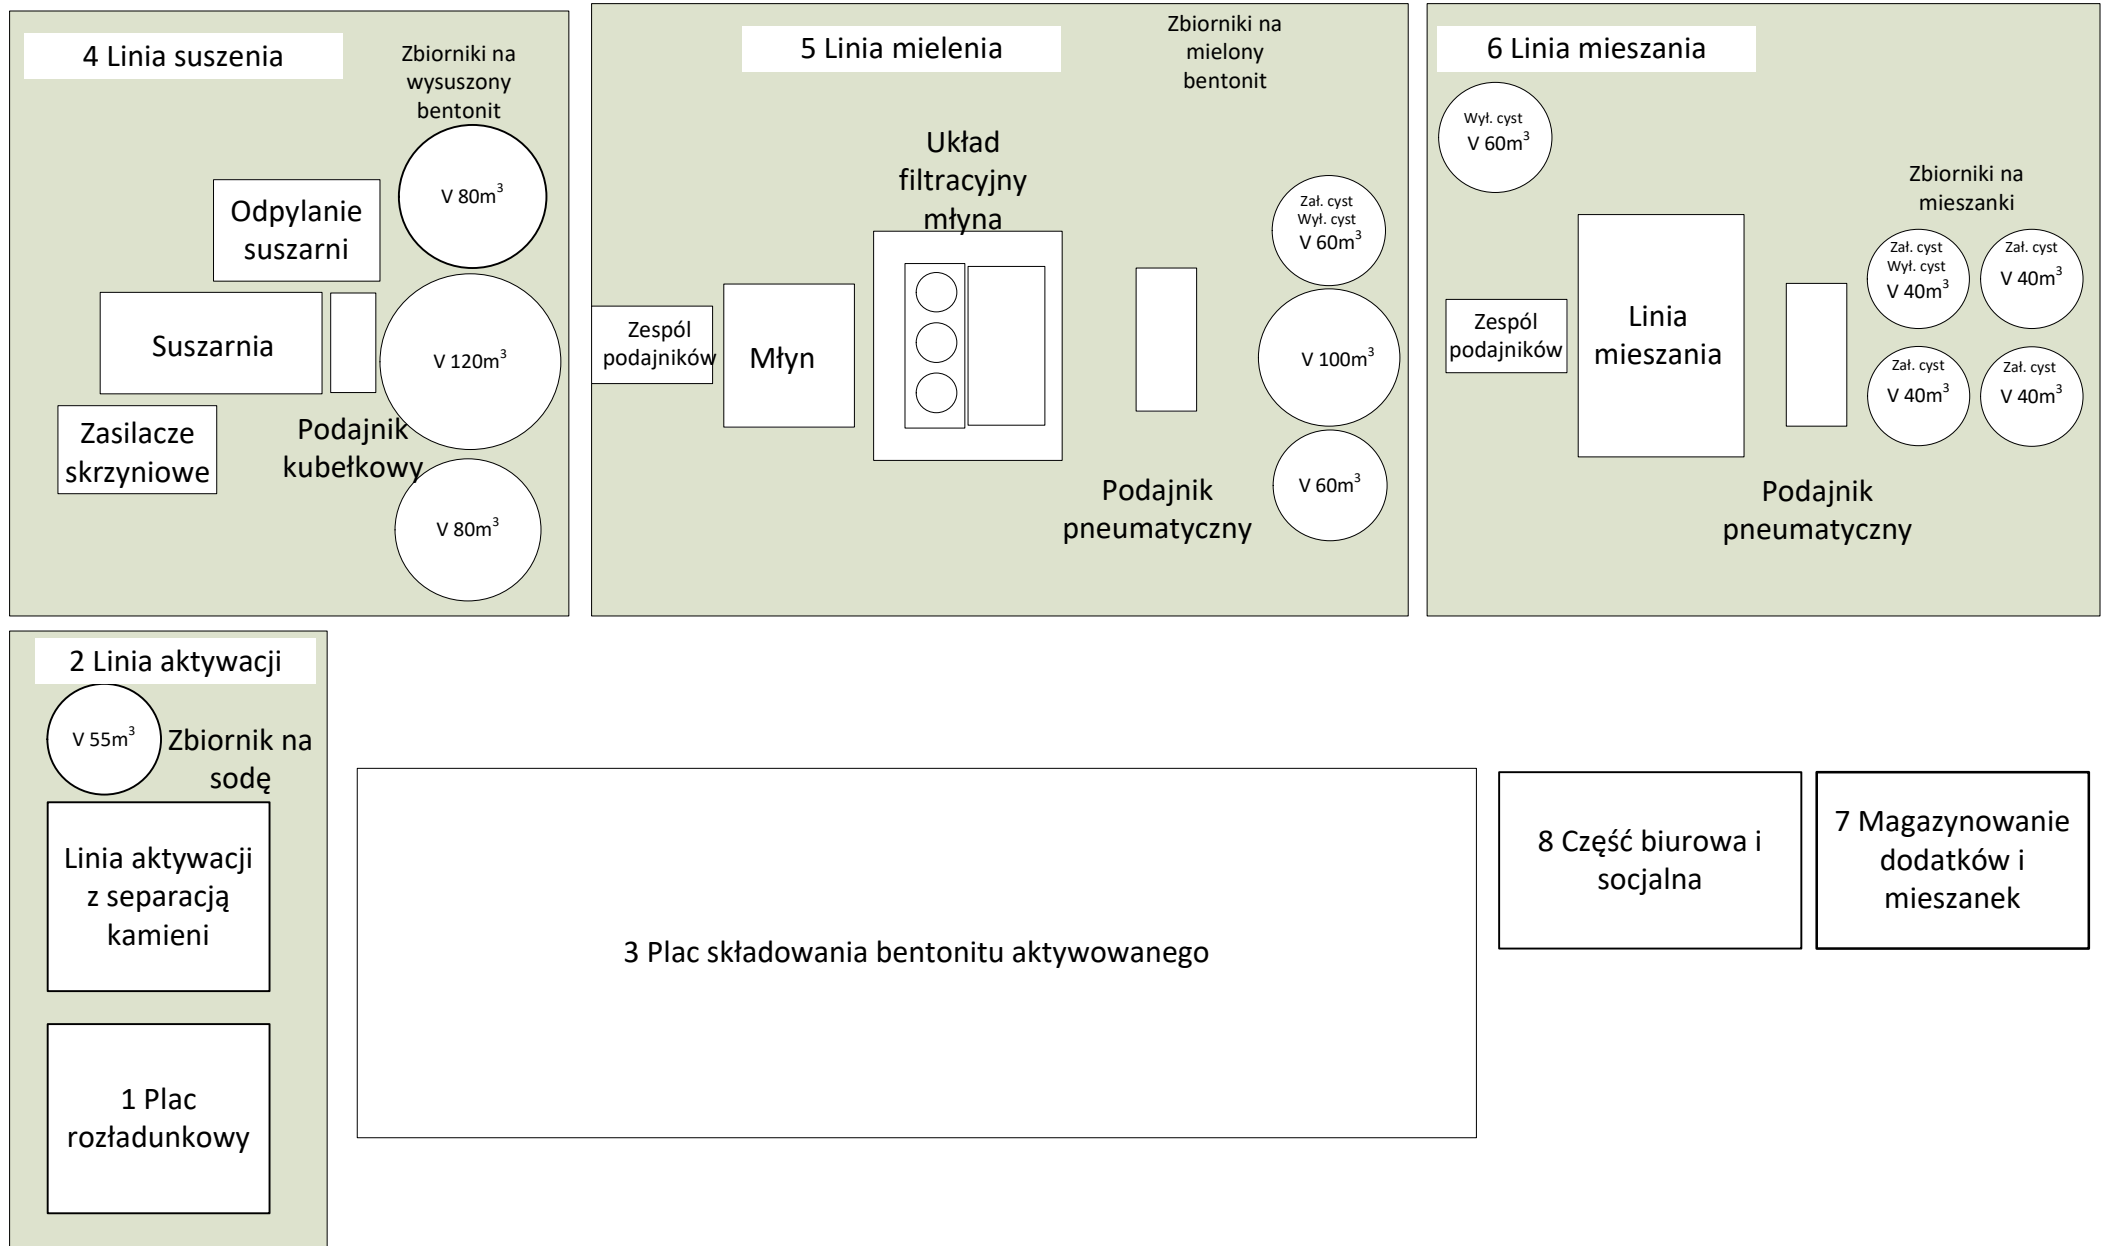 4 Linia suszenia
Zbiorniki na
wysuszony
bentonit
V 80m³
Odpylanie
suszarni
Suszarnia
V 120m³
Zasilacze
skrzyniowe
Podajnik
kubełkowy
V 80m³
5 Linia mielenia
Zbiorniki na
mielony
bentonit
Układ
filtracyjny
młyna
Zał. cyst
Wył. cyst
V 60m³
Zespól
podajników
Młyn
V 100m³
Podajnik
pneumatyczny
V 60m³
6 Linia mieszania
Wył. cyst
V 60m³
Zbiorniki na
mieszanki
Zał. cyst
Wył. cyst
V 40m³
Zał. cyst
V 40m³
Zespól
podajników
Linia
mieszania
Zał. cyst
V 40m³
Zał. cyst
V 40m³
Podajnik
pneumatyczny
2 Linia aktywacji
V 55m³
Zbiornik na
sodę
Linia aktywacji
z separacją
kamieni
1 Plac
rozładunkowy
3 Plac składowania bentonitu aktywowanego
8 Część biurowa i
socjalna
7 Magazynowanie
dodatków i
mieszanek